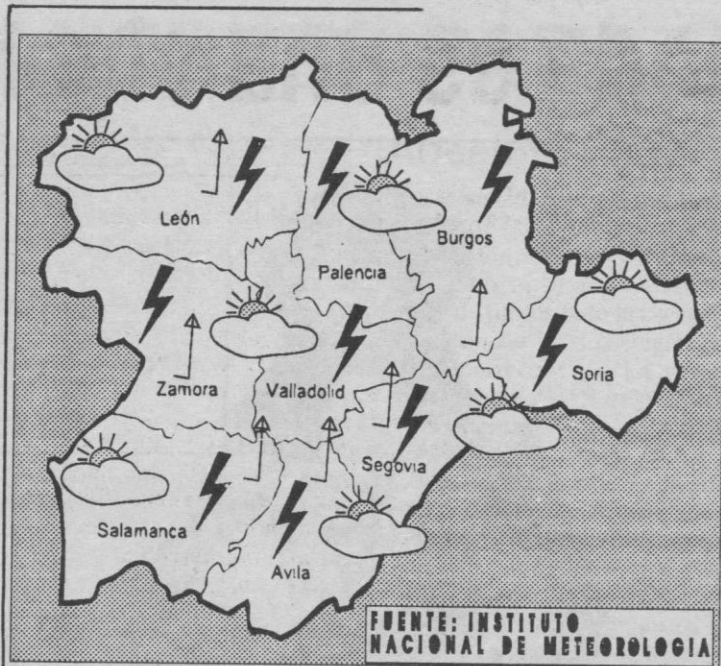 León
Burgos
Palencia
Soria
Zamora
Valladolid
Segovia
Salamanca
Avila
FUENTE: INSTITUTO
NACIONAL DE METEOROLOGIA